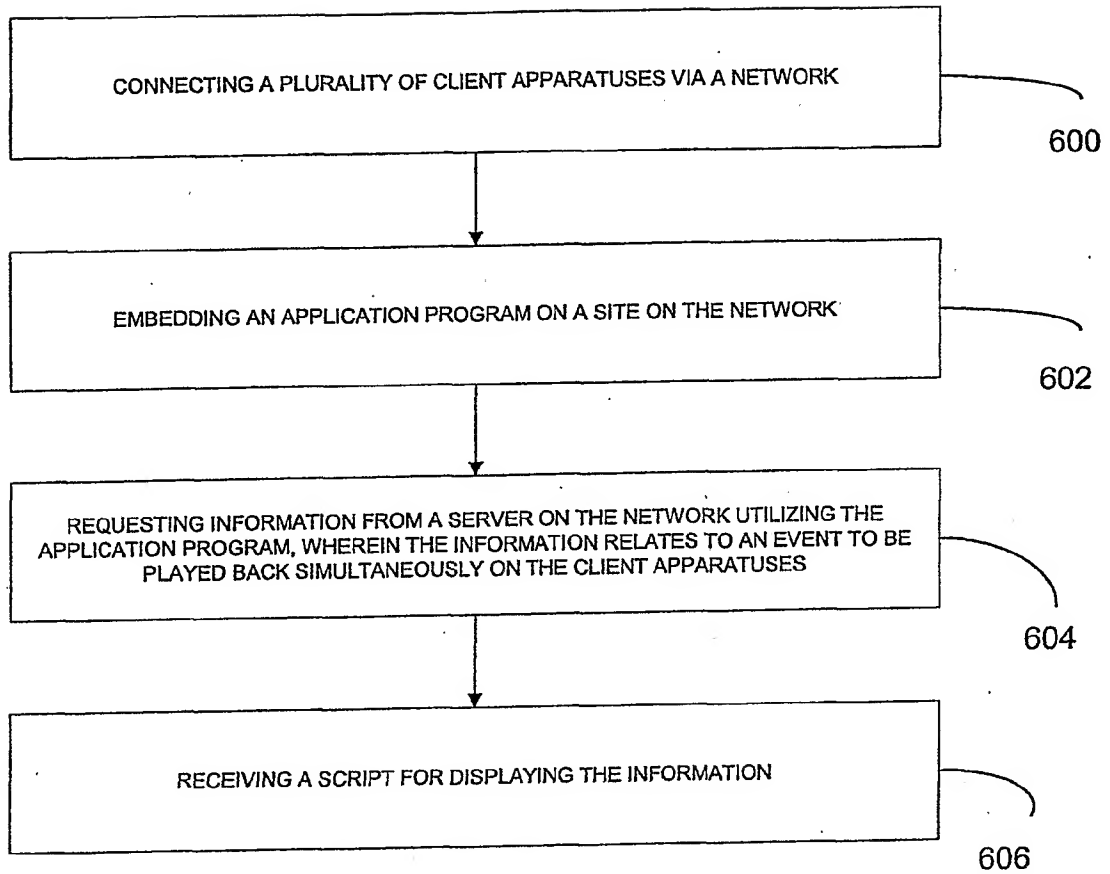 CONNECTING A PLURALITY OF CLIENT APPARATUSES VIA A NETWORK
600
EMBEDDING AN APPLICATION PROGRAM ON A SITE ON THE NETWORK
602
REQUESTING INFORMATION FROM A SERVER ON THE NETWORK UTILIZING THE
APPLICATION PROGRAM, WHEREIN THE INFORMATION RELATES TO AN EVENT TO BE
PLAYED BACK SIMULTANEOUSLY ON THE CLIENT APPARATUSES
604
RECEIVING A SCRIPT FOR DISPLAYING THE INFORMATION
606